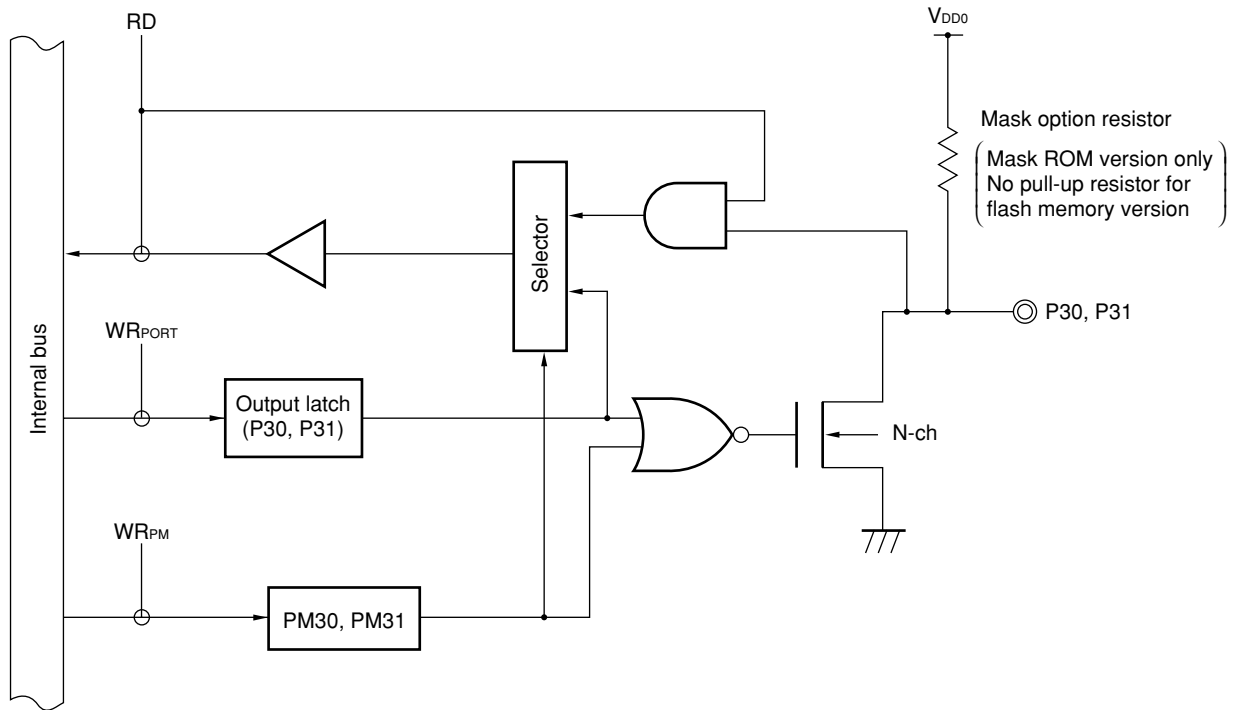 RD
VDD0
Mask option resistor
Mask ROM version only
No pull-up resistor for
flash memory version
Selector
P30, P31
WRPORT
Internal bus
Output latch
(P30, P31)
N-ch
WRPM
PM30, PM31